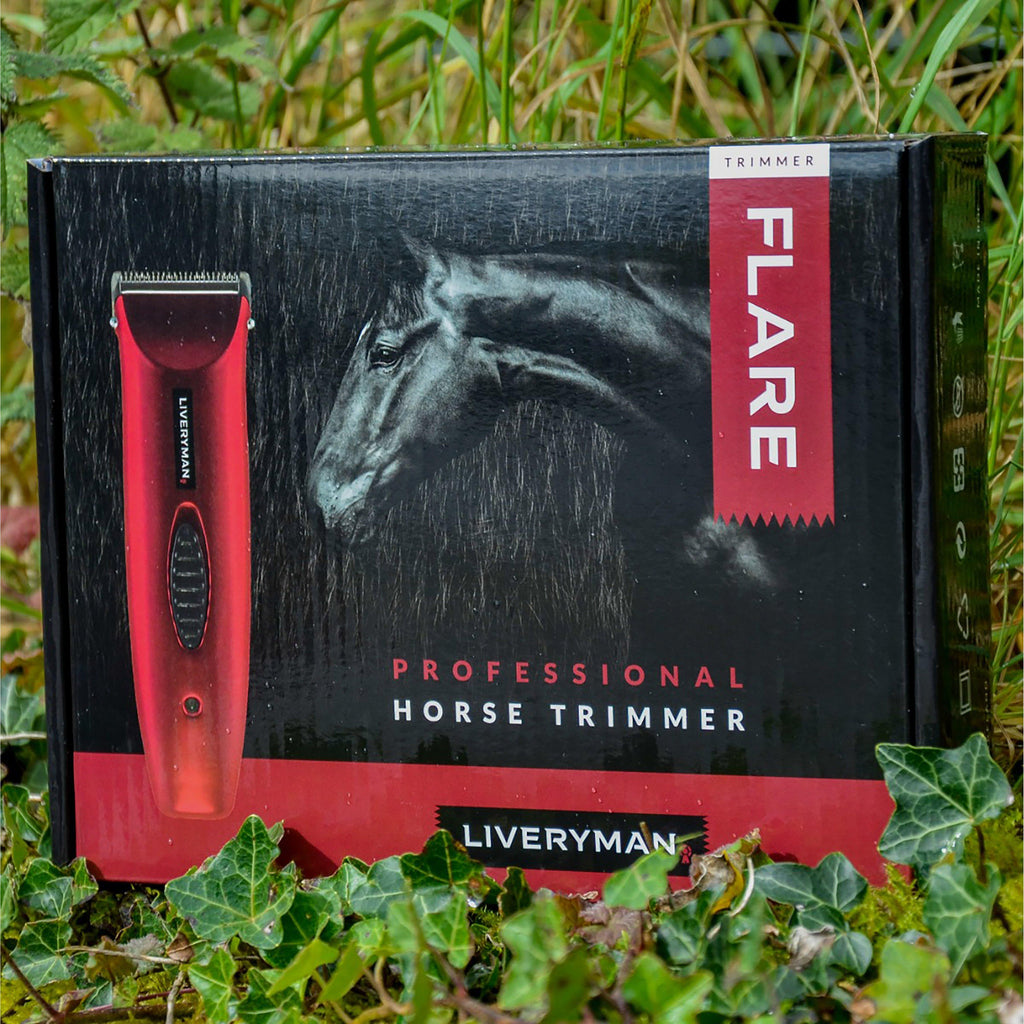 TRIMMER
FLARE
LIVERYMAN
PROFESSIONAL
HORSE TRIMMER
LIVERYMAN